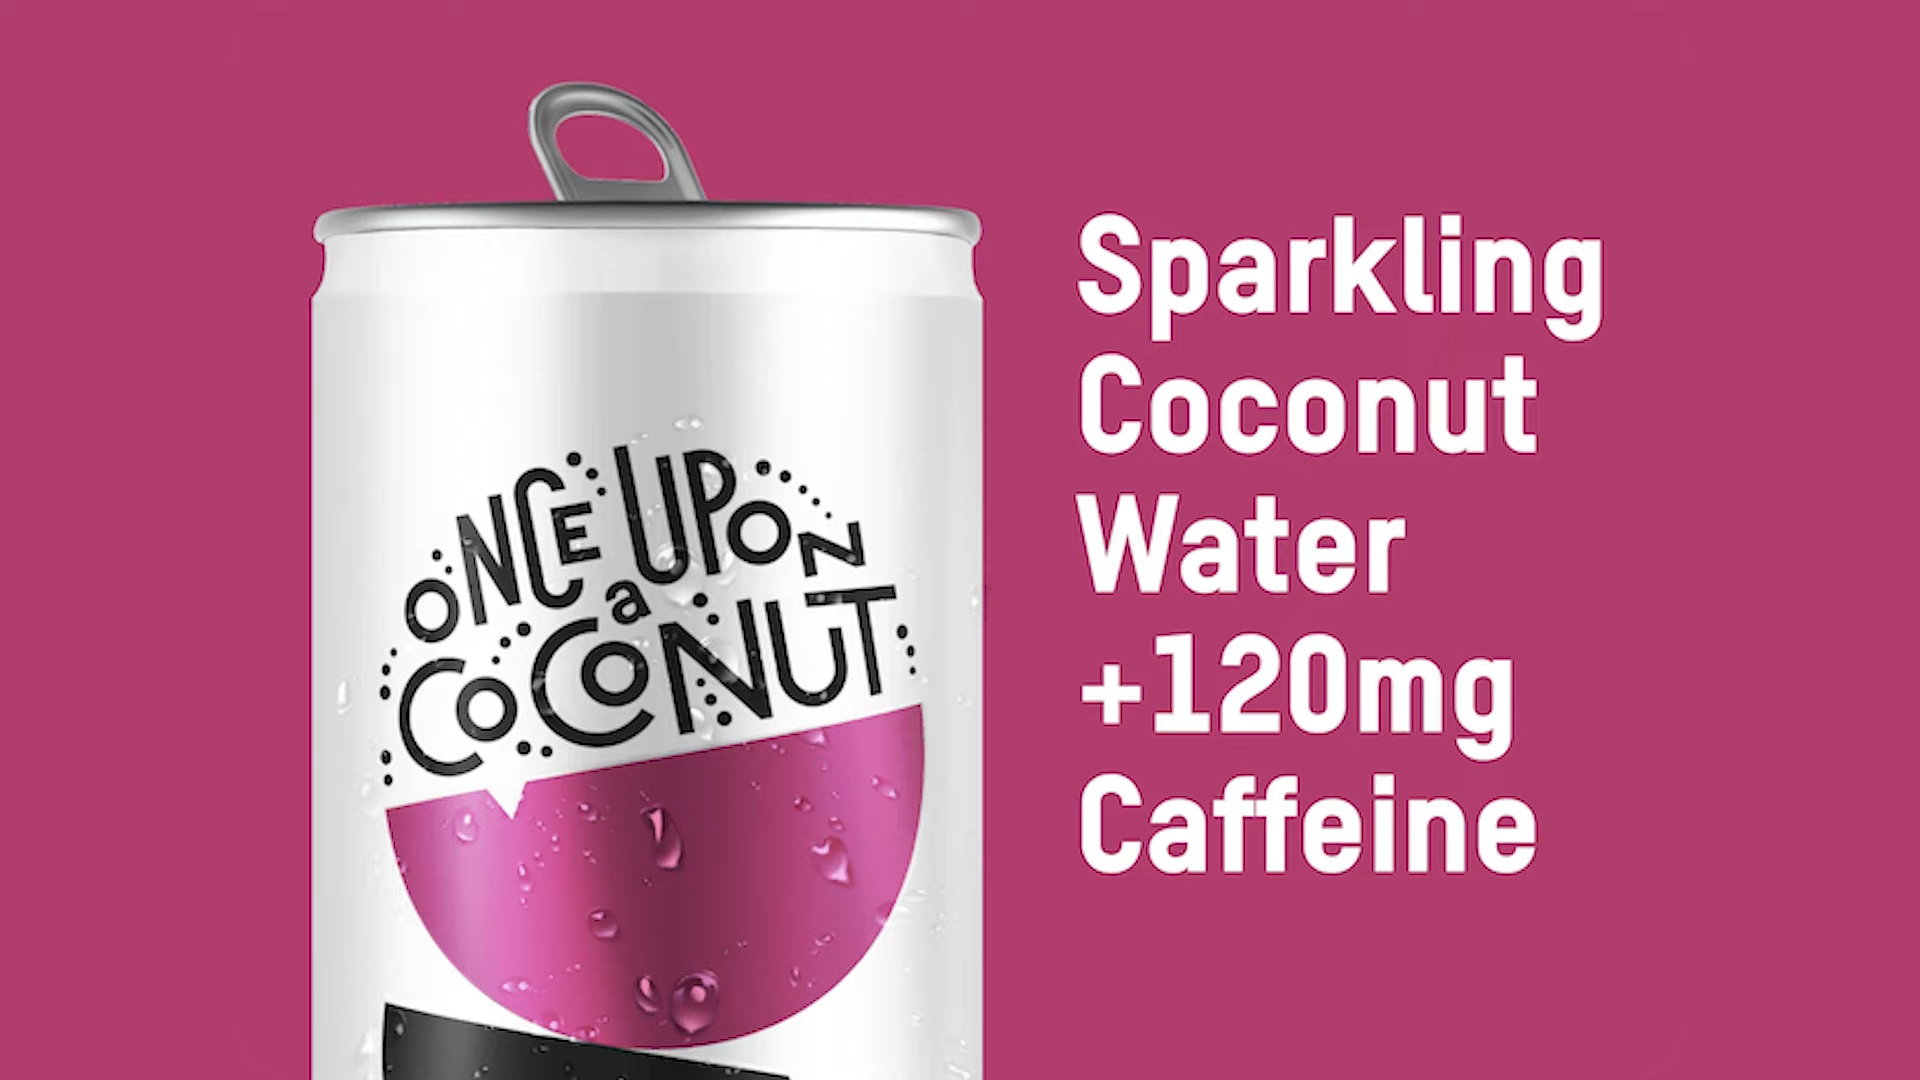 ONCE UPON
a
COCONUT
Sparkling
Coconut
Water
+120mg
Caffeine